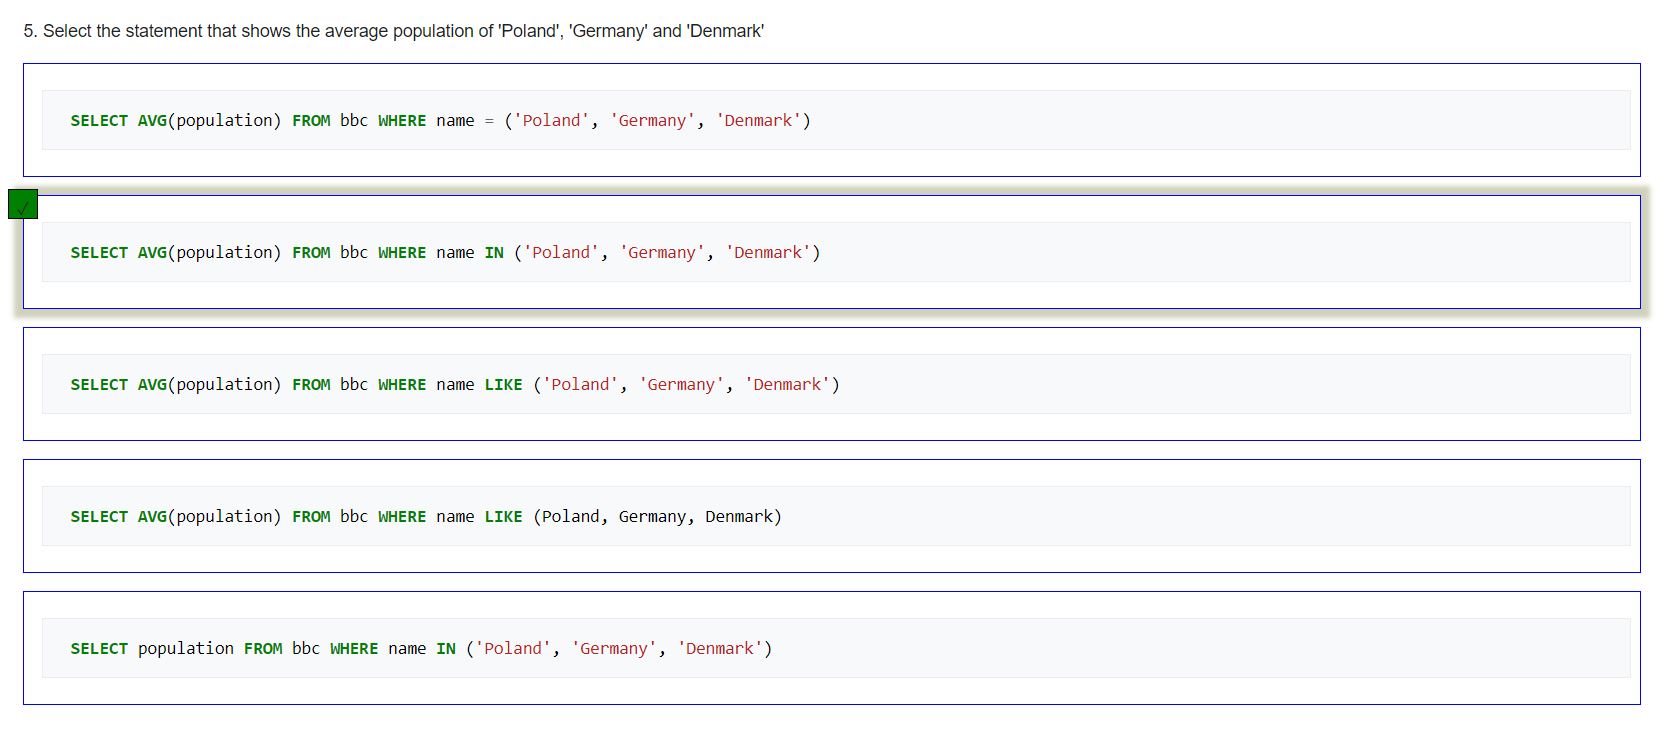 5. Select the statement that shows the average population of 'Poland', 'Germany' and 'Denmark'
SELECT AVG(population) FROM bbc WHERE name = ('Poland', 'Germany', 'Denmark')
✓
SELECT AVG(population) FROM bbc WHERE name IN ('Poland', 'Germany', 'Denmark')
SELECT AVG(population) FROM bbc WHERE name LIKE ('Poland', 'Germany', 'Denmark')
SELECT AVG(population) FROM bbc WHERE name LIKE (Poland, Germany, Denmark)
SELECT population FROM bbc WHERE name IN ('Poland', 'Germany', 'Denmark')